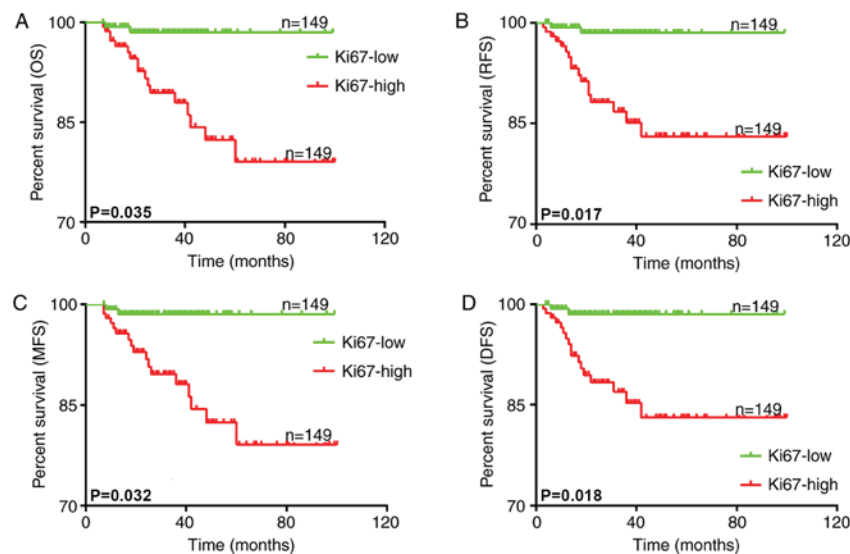 A
Percent survival (OS)
100
85
70
n=149
Ki67-low
Ki67-high
n=149
P=0.035
0
40
80
120
Time (months)
B
Percent survival (RFS)
100
85
70
n=149
n=149
Ki67-low
Ki67-high
P=0.017
0
40
80
120
Time (months)
C
Percent survival (MFS)
100
85
70
n=149
Ki67-low
Ki67-high
n=149
P=0.032
0
40
80
120
Time (months)
D
Percent survival (DFS)
100
85
70
n=149
n=149
Ki67-low
Ki67-high
P=0.018
0
40
80
120
Time (months)